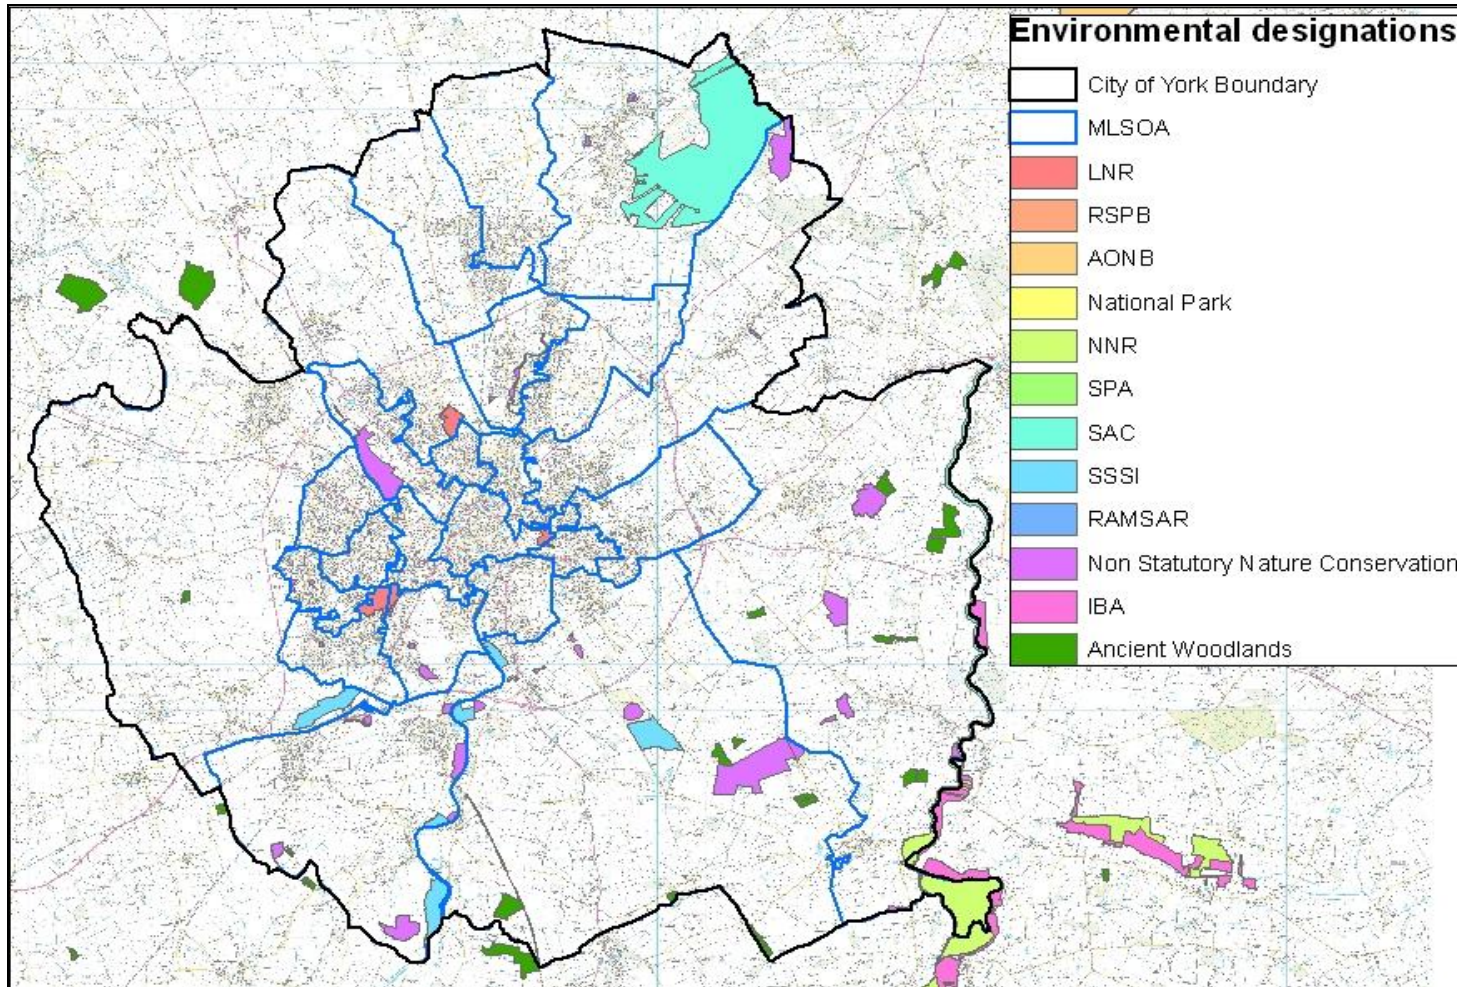 Environmental designations
City of York Boundary
MLSOA
LNR
RSPB
AONB
National Park
NNR
SPA
SAC
SSSI
RAMSAR
Non Statutory Nature Conservation
IBA
Ancient Woodlands